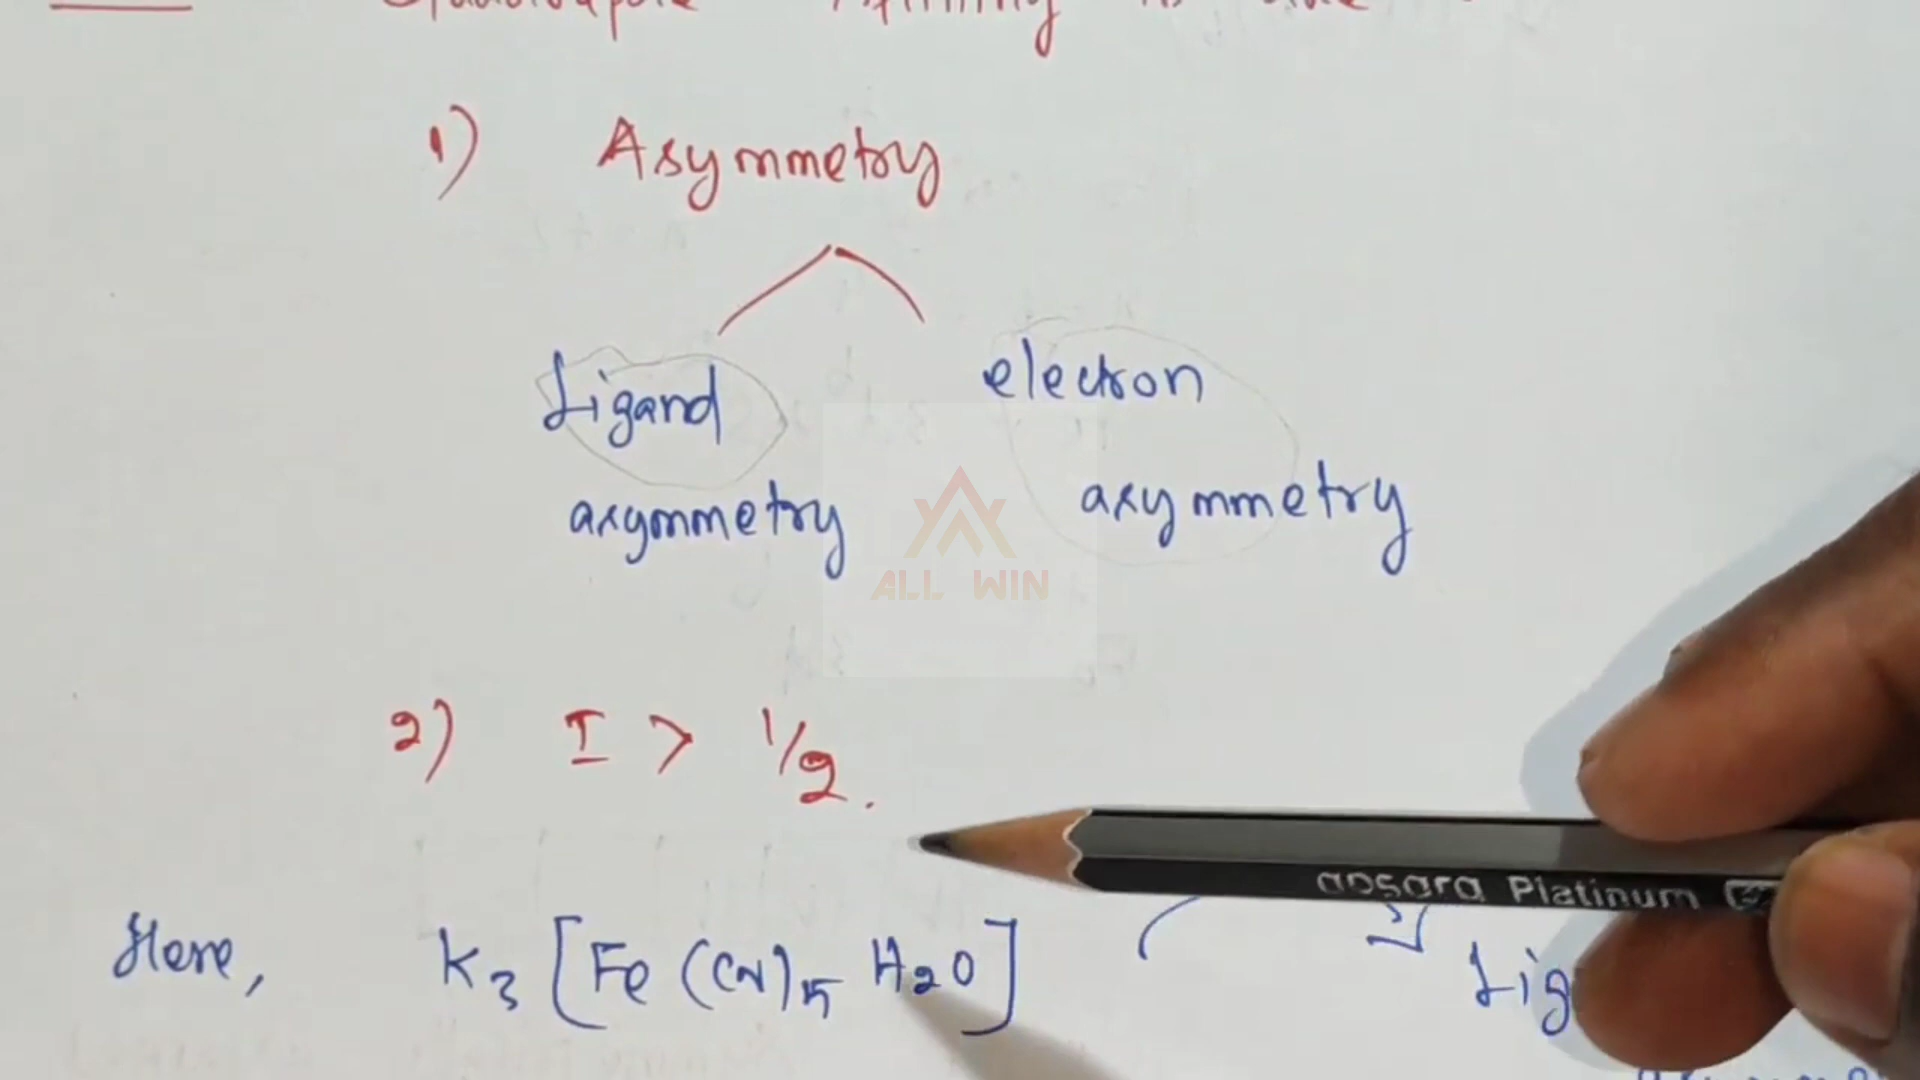 1) Asymmetry
Ligand electron
asymmetry asymmetry
ALL WIN
2) I > 1/2.
apsara Platinum
Here, K3 [Fe (CN)5 H2O]
Lig